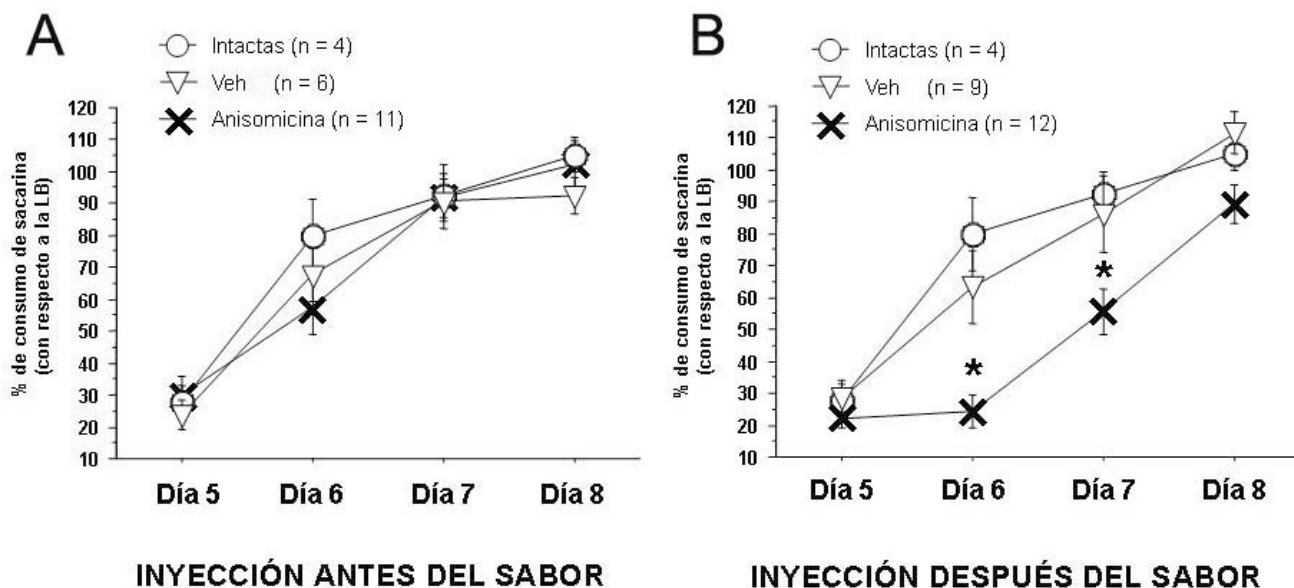 A
Intactas (n = 4)
Veh (n = 6)
Anisomicina (n = 11)
% de consumo de sacarina
(con respecto a la LB)
120
110
100
90
80
70
60
50
40
30
20
10
Día 5
Día 6
Día 7
Día 8
INYECCIÓN ANTES DEL SABOR
B
Intactas (n = 4)
Veh (n = 9)
Anisomicina (n = 12)
% de consumo de sacarina
(con respecto a la LB)
120
110
100
90
80
70
60
50
40
30
20
10
*
*
Día 5
Día 6
Día 7
Día 8
INYECCIÓN DESPUÉS DEL SABOR